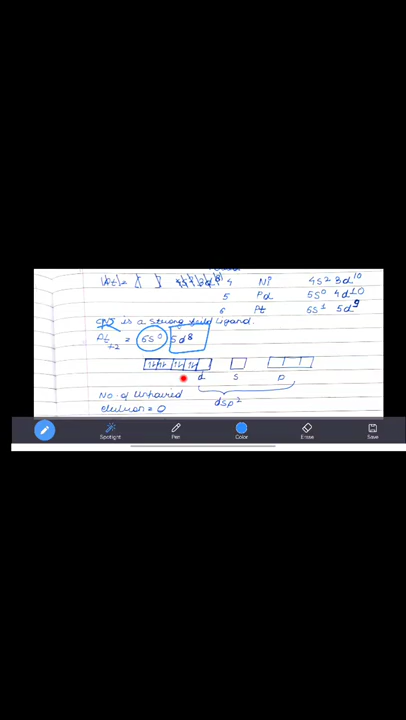 4 Ni 4s2 3d10
5 Pd 5s0 4d10
6 Pt 6s1 5d9
is a strong field ligand.
Pt+2 = 6s0 5d8
d s p
dsp2
No. of Unpaired
electron = 0
Spotlight Pen Color Erase Save